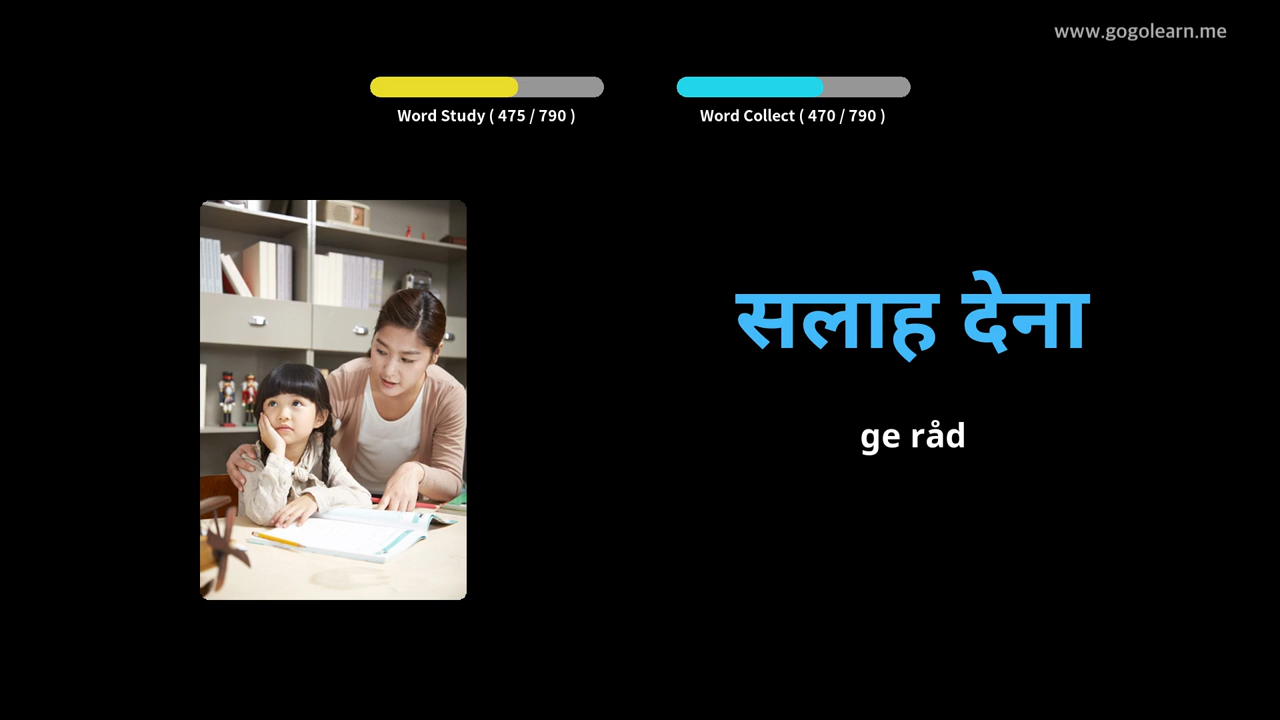 www.gogolearn.me
Word Study ( 475 / 790 )
Word Collect ( 470 / 790 )
सलाह देना
ge råd